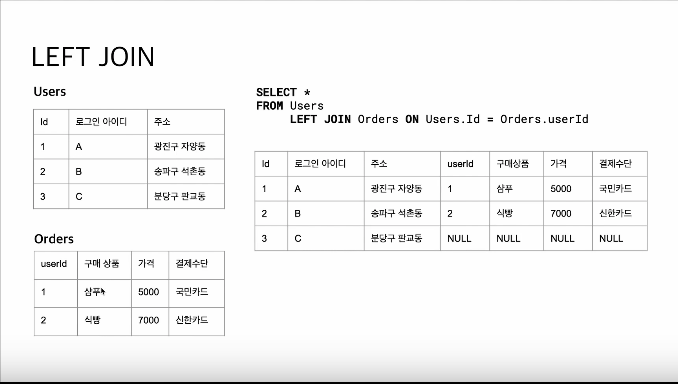 LEFT JOIN
Users
Id 로그인 아이디 주소
1 A 광진구 자양동
2 B 송파구 석촌동
3 C 분당구 판교동
Orders
userId 구매 상품 가격 결제수단
1 샴푸 5000 국민카드
2 식빵 7000 신한카드
SELECT *
FROM Users
LEFT JOIN Orders ON Users.Id = Orders.userId
Id 로그인 아이디 주소 userId 구매상품 가격 결제수단
1 A 광진구 자양동 1 샴푸 5000 국민카드
2 B 송파구 석촌동 2 식빵 7000 신한카드
3 C 분당구 판교동 NULL NULL NULL NULL